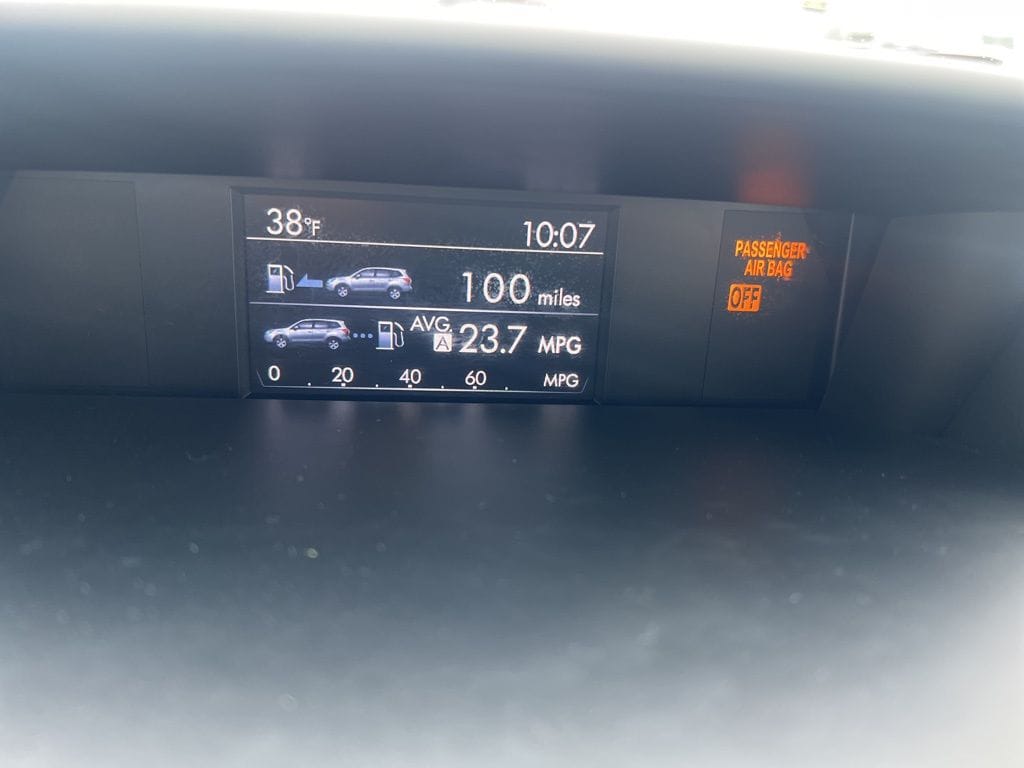 38°F 10:07
100 miles
AVG. A 23.7 MPG
0 . 20 . 40 . 60 . MPG
PASSENGER
AIR BAG
OFF